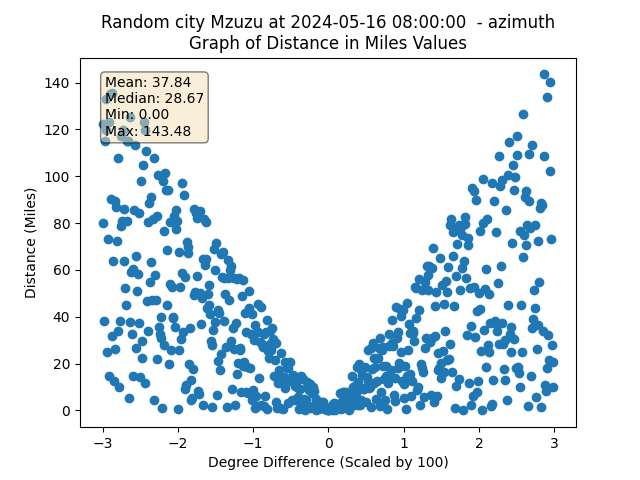 Random city Mzuzu at 2024-05-16 08:00:00  - azimuth
Graph of Distance in Miles Values
Mean: 37.84
Median: 28.67
Min: 0.00
Max: 143.48
140
120
100
80
60
40
20
0
Distance (Miles)
−3 −2 −1 0 1 2 3
Degree Difference (Scaled by 100)